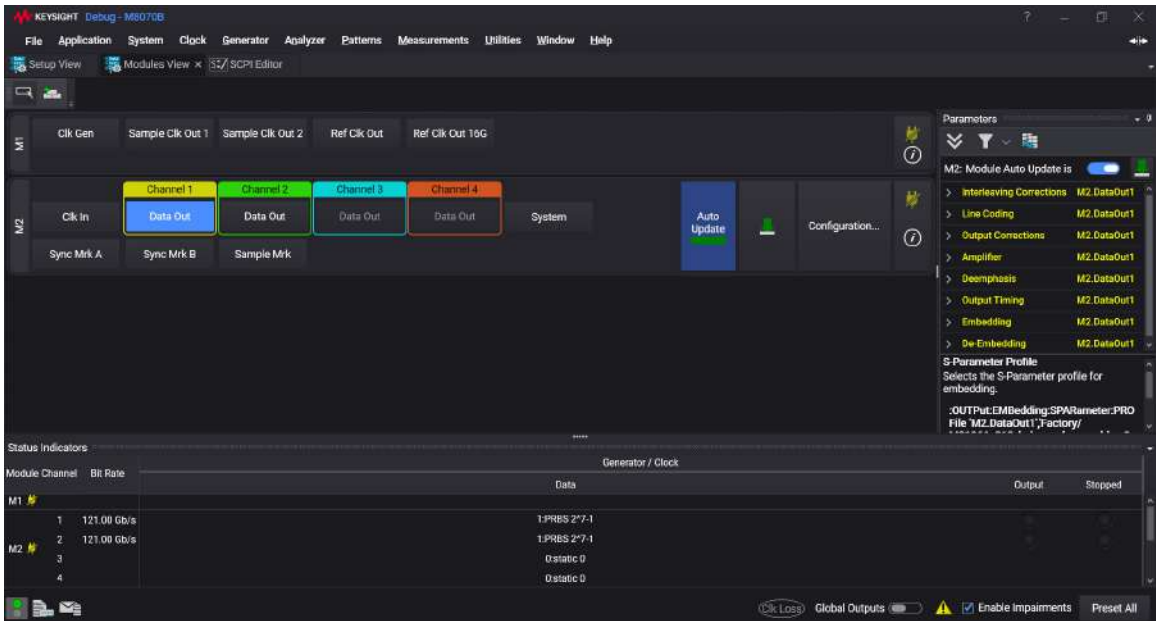 KEYSIGHT Debug - M8070B
File Application System Clock Generator Analyzer Patterns Measurements Utilities Window Help
Setup View Modules View SCPI Editor
M1
Clk Gen Sample Clk Out 1 Sample Clk Out 2 Ref Clk Out Ref Clk Out 16G
M2
Channel 1 Channel 2 Channel 3 Channel 4
Clk In Data Out Data Out Data Out Data Out System Auto Update Configuration...
Sync Mrk A Sync Mrk B Sample Mrk
Parameters
M2: Module Auto Update is
Interleaving Corrections M2.DataOut1
Line Coding M2.DataOut1
Output Corrections M2.DataOut1
Amplifier M2.DataOut1
Deemphasis M2.DataOut1
Output Timing M2.DataOut1
Embedding M2.DataOut1
De-Embedding M2.DataOut1
S-Parameter Profile
Selects the S-Parameter profile for
embedding.
:OUTPut:EMBedding:SPARameter:PRO
File 'M2.DataOut1',Factory/
Status Indicators
Module Channel Bit Rate Generator / Clock
Data Output Stopped
M1
M2
1 121.00 Gb/s 1:PRBS 2^7-1
2 121.00 Gb/s 1:PRBS 2^7-1
3 0:static 0
4 0:static 0
Clk Loss Global Outputs Enable Impairments Preset All